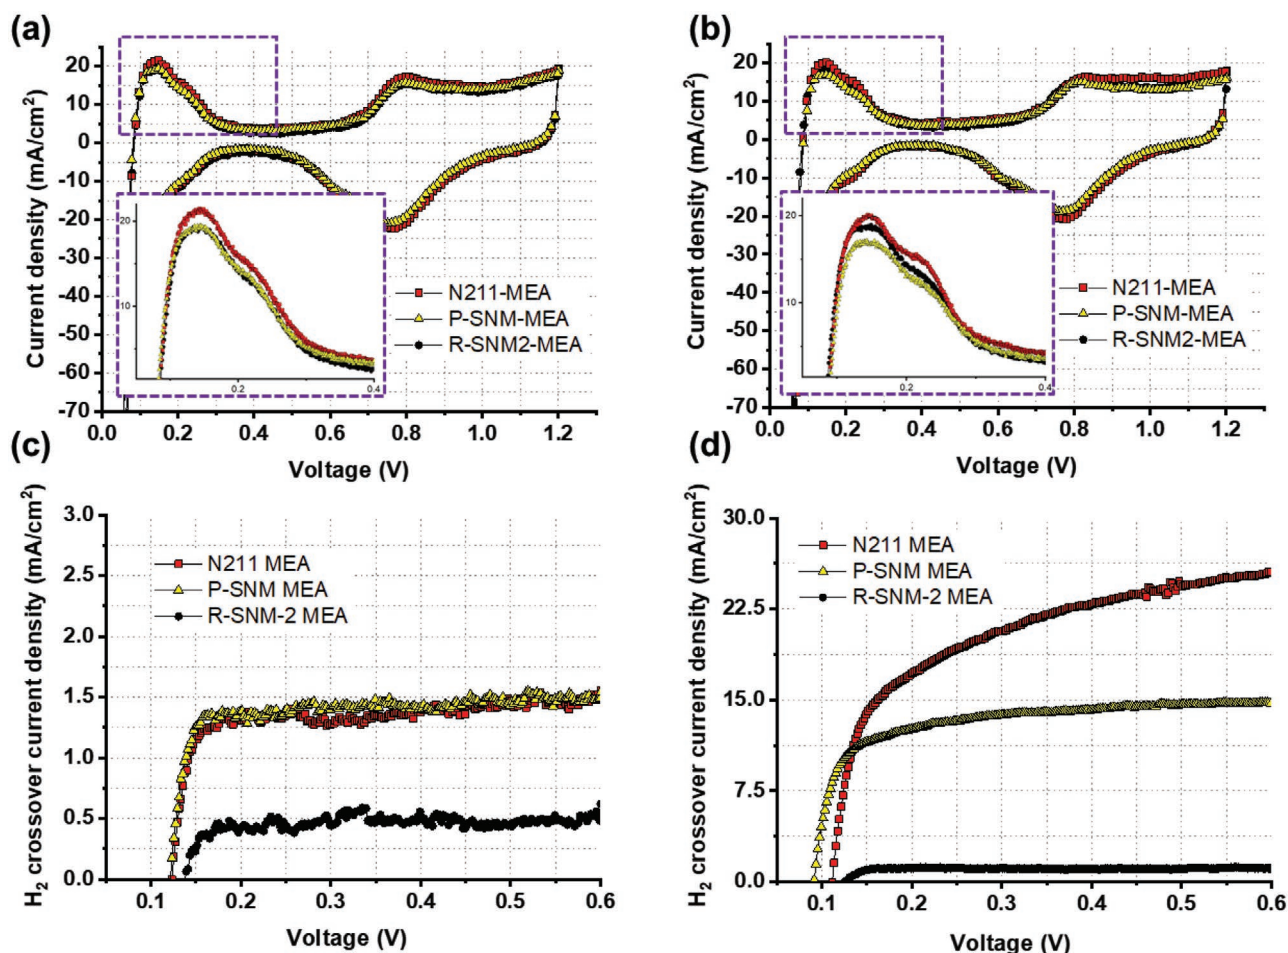 (a)
Current density (mA/cm²)
20
10
0
-10
-20
-30
-40
-50
-60
-70
0.0 0.2 0.4 0.6 0.8 1.0 1.2
Voltage (V)
20
10
0.2 0.4
N211-MEA
P-SNM-MEA
R-SNM2-MEA
(b)
Current density (mA/cm²)
20
10
0
-10
-20
-30
-40
-50
-60
-70
0.0 0.2 0.4 0.6 0.8 1.0 1.2
Voltage (V)
20
10
0.2 0.4
N211-MEA
P-SNM-MEA
R-SNM2-MEA
(c)
H₂ crossover current density (mA/cm²)
3.0
2.5
2.0
1.5
1.0
0.5
0.0
0.1 0.2 0.3 0.4 0.5 0.6
Voltage (V)
N211 MEA
P-SNM MEA
R-SNM-2 MEA
(d)
H₂ crossover current density (mA/cm²)
30.0
22.5
15.0
7.5
0.0
0.1 0.2 0.3 0.4 0.5 0.6
Voltage (V)
N211 MEA
P-SNM MEA
R-SNM-2 MEA